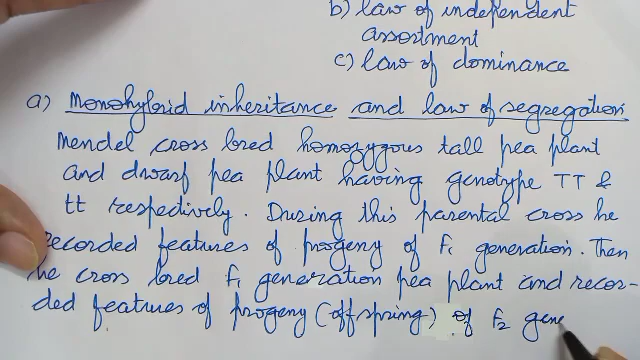 b) law of independent
assortment
c) law of dominance
a) Monohybrid inheritance and law of segregation
Mendel cross bred homozygous tall pea plant
and dwarf pea plant having genotype TT &
tt respectively. During this parental cross he
recorded features of progeny of F1 generation. Then
he cross bred F1 generation pea plant and recor-
ded features of progeny (offspring) of F2 gene